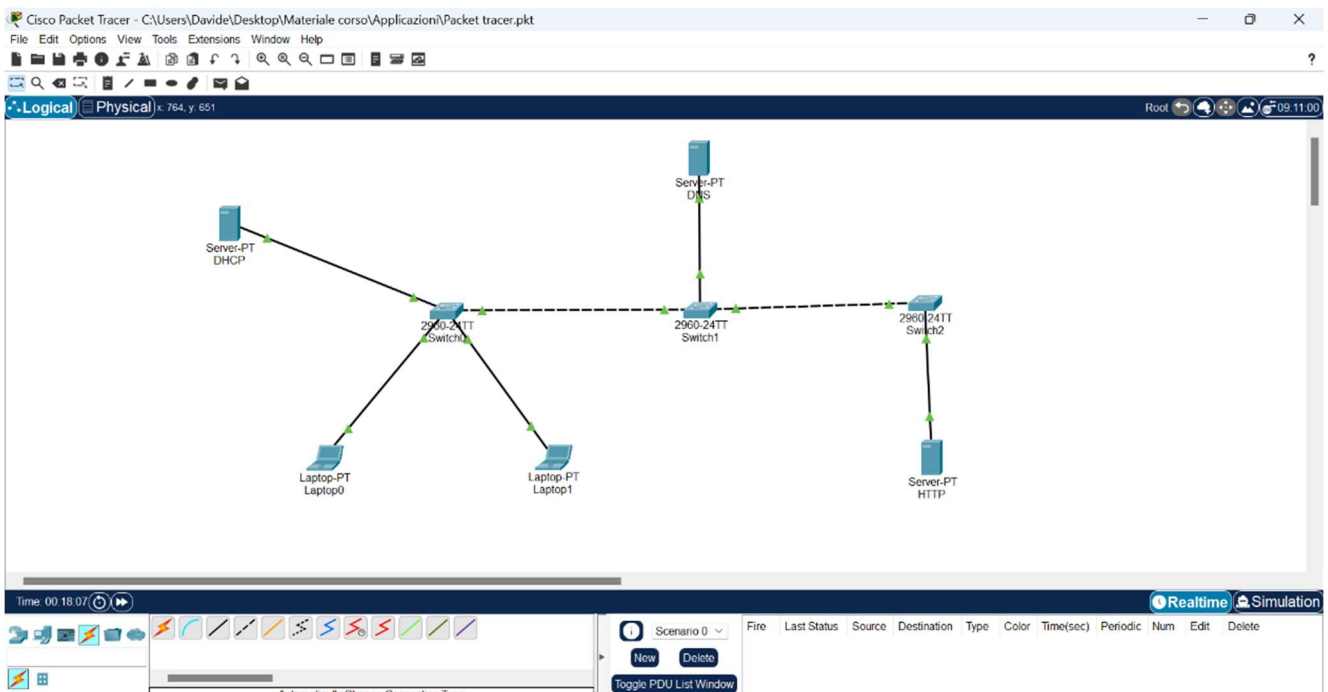 Cisco Packet Tracer - C:\Users\Davide\Desktop\Materiale corso\Applicazioni\Packet tracer.pkt
File Edit Options View Tools Extensions Window Help
?
Logical Physical x: 764, y: 651 Root 09:11:00
Server-PT
DNS
Server-PT
DHCP
2960-24TT
Switch0
2960-24TT
Switch1
2960-24TT
Switch2
Laptop-PT
Laptop0
Laptop-PT
Laptop1
Server-PT
HTTP
Time: 00:18:07 Realtime Simulation
Scenario 0 Fire Last Status Source Destination Type Color Time(sec) Periodic Num Edit Delete
New Delete
Toggle PDU List Window